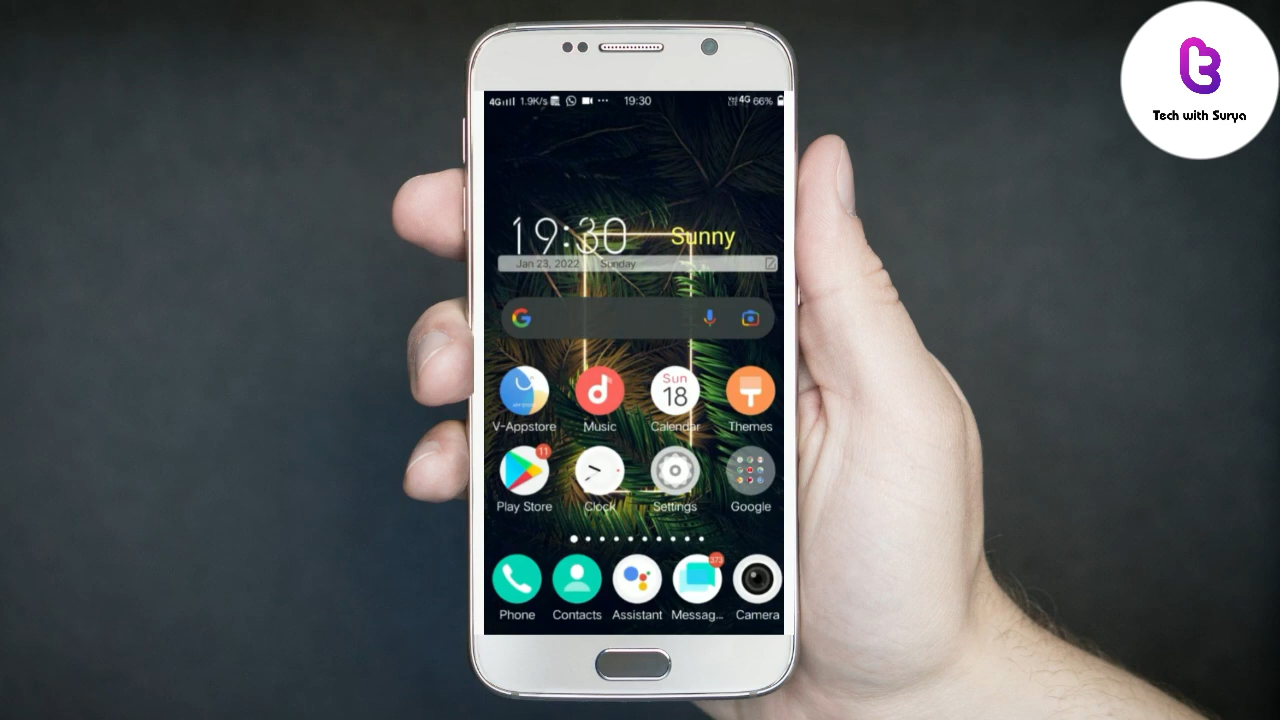 Tech with Surya
4G 1.9K/s 19:30 4G 66%
19:30 Sunny
Jan 23, 2022 Sunday
Sun
18
V-Appstore Music Calendar Themes
11
Play Store Clock Settings Google
Phone Contacts Assistant Messag... Camera